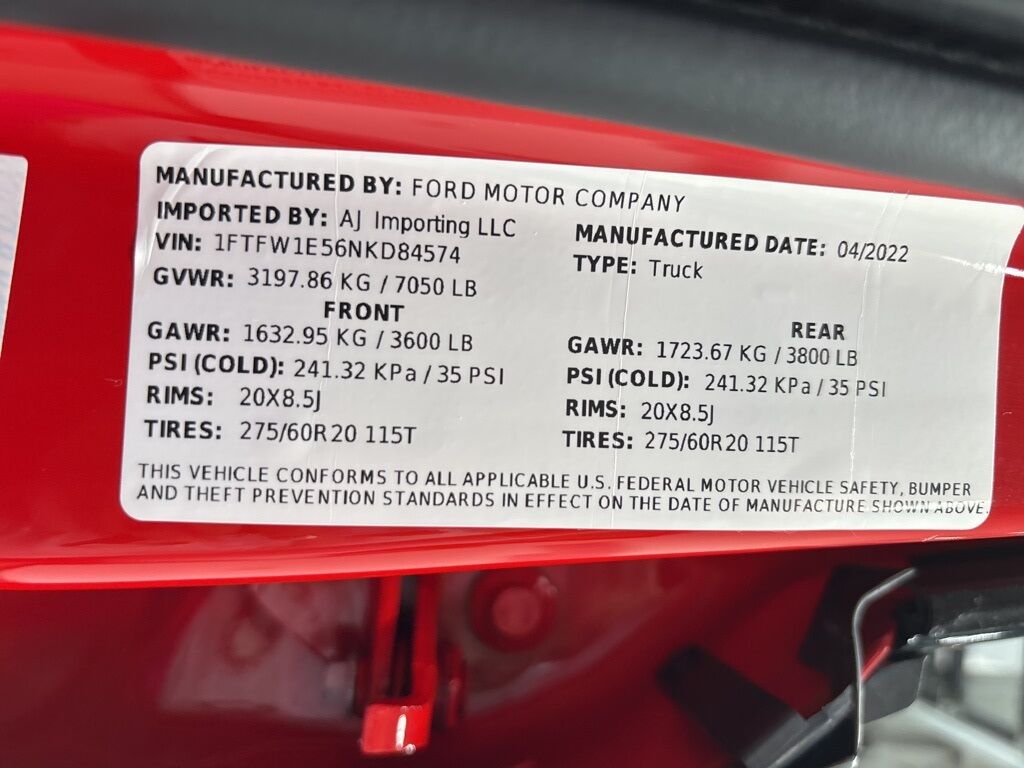 MANUFACTURED BY: FORD MOTOR COMPANY
IMPORTED BY: AJ Importing LLC
VIN: 1FTFW1E56NKD84574
GVWR: 3197.86 KG / 7050 LB
MANUFACTURED DATE: 04/2022
TYPE: Truck
FRONT
GAWR: 1632.95 KG / 3600 LB
PSI (COLD): 241.32 KPa / 35 PSI
RIMS: 20X8.5J
TIRES: 275/60R20 115T
REAR
GAWR: 1723.67 KG / 3800 LB
PSI (COLD): 241.32 KPa / 35 PSI
RIMS: 20X8.5J
TIRES: 275/60R20 115T
THIS VEHICLE CONFORMS TO ALL APPLICABLE U.S. FEDERAL MOTOR VEHICLE SAFETY, BUMPER
AND THEFT PREVENTION STANDARDS IN EFFECT ON THE DATE OF MANUFACTURE SHOWN ABOVE.